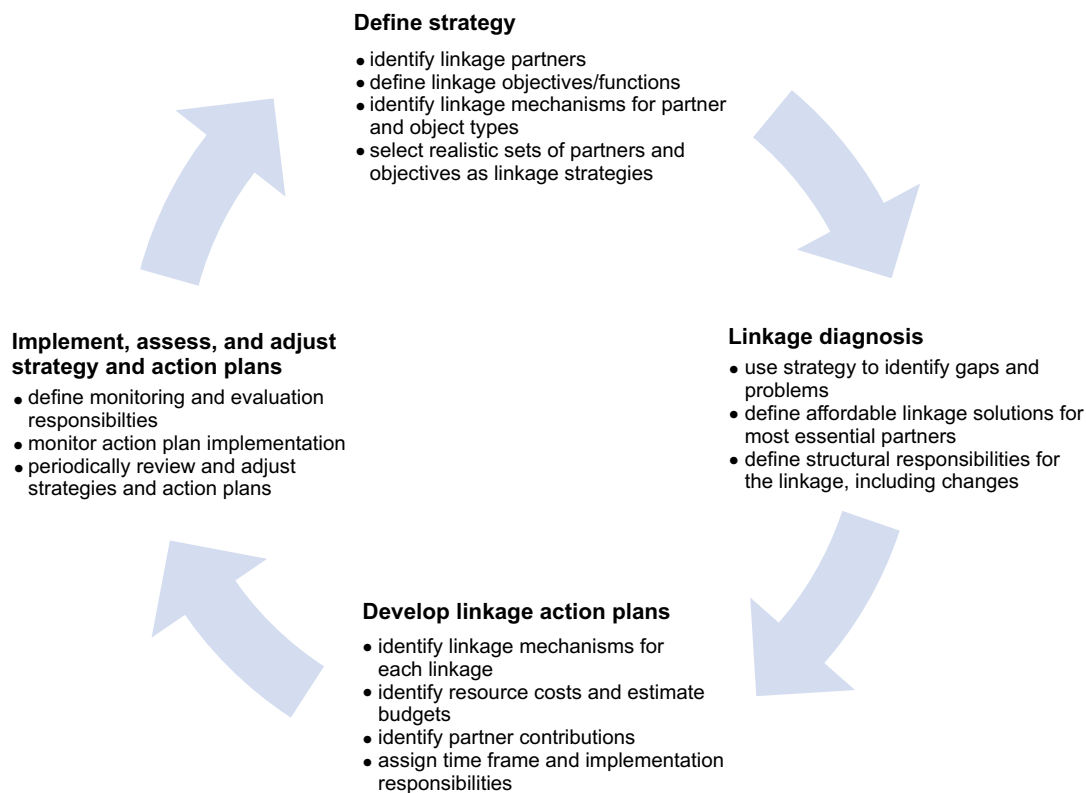 Define strategy
• identify linkage partners
• define linkage objectives/functions
• identify linkage mechanisms for partner
and object types
• select realistic sets of partners and
objectives as linkage strategies
Linkage diagnosis
• use strategy to identify gaps and
problems
• define affordable linkage solutions for
most essential partners
• define structural responsibilities for
the linkage, including changes
Develop linkage action plans
• identify linkage mechanisms for
each linkage
• identify resource costs and estimate
budgets
• identify partner contributions
• assign time frame and implementation
responsibilities
Implement, assess, and adjust
strategy and action plans
• define monitoring and evaluation
responsibilties
• monitor action plan implementation
• periodically review and adjust
strategies and action plans